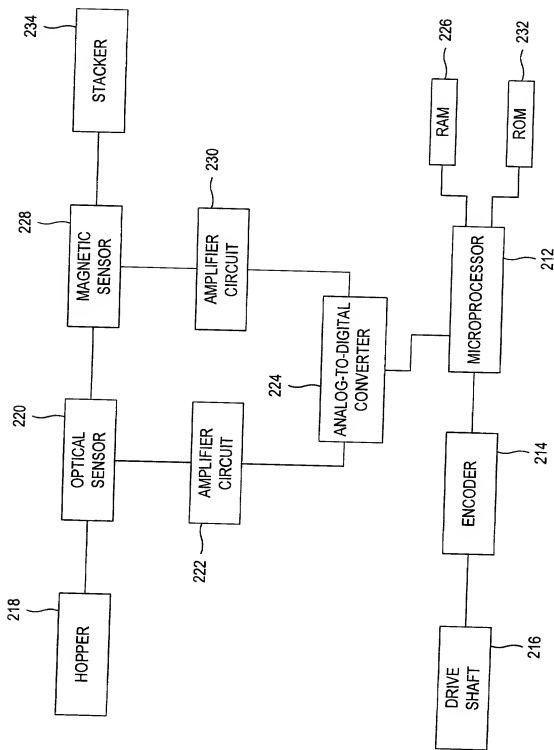 218
HOPPER
220
OPTICAL
SENSOR
228
MAGNETIC
SENSOR
234
STACKER
AMPLIFIER
CIRCUIT
222
230
AMPLIFIER
CIRCUIT
224
ANALOG-TO-DIGITAL
CONVERTER
226
RAM
232
ROM
DRIVE
SHAFT
216
ENCODER
214
MICROPROCESSOR
212